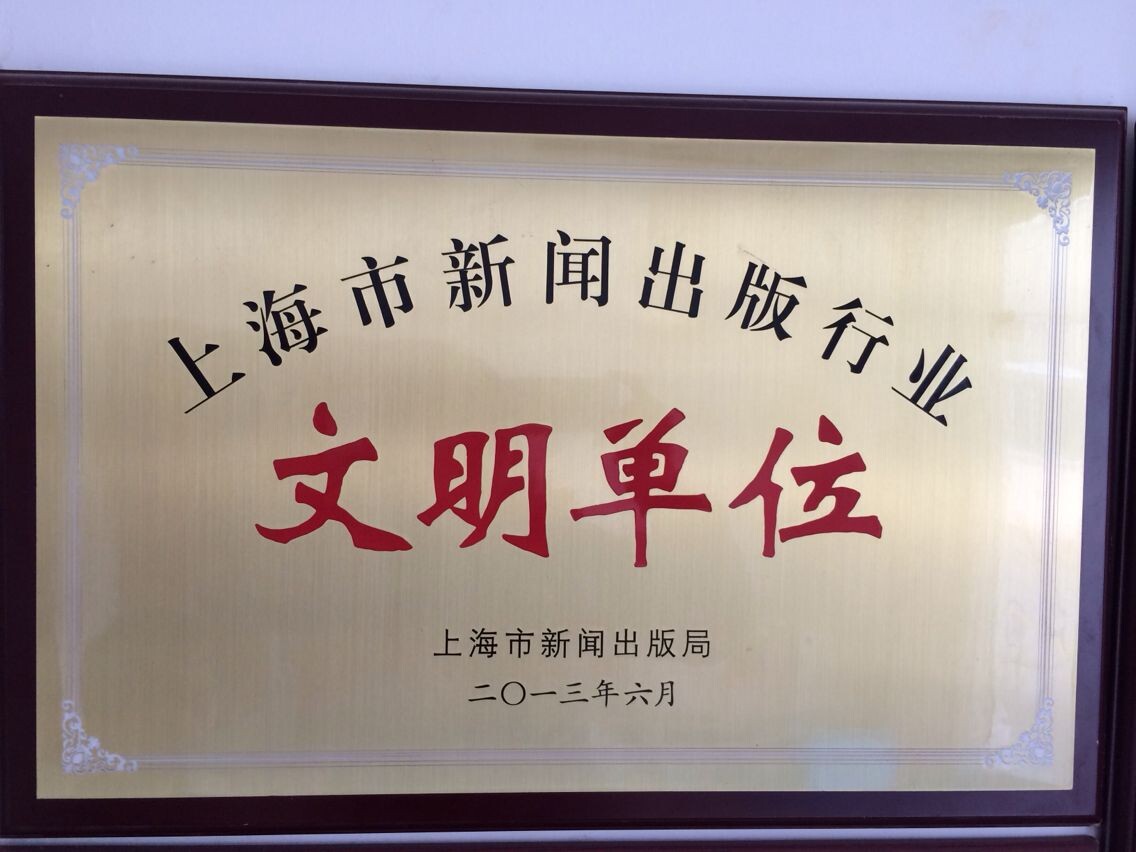 上海市新闻出版行业
文明单位
上海市新闻出版局
二〇一三年六月